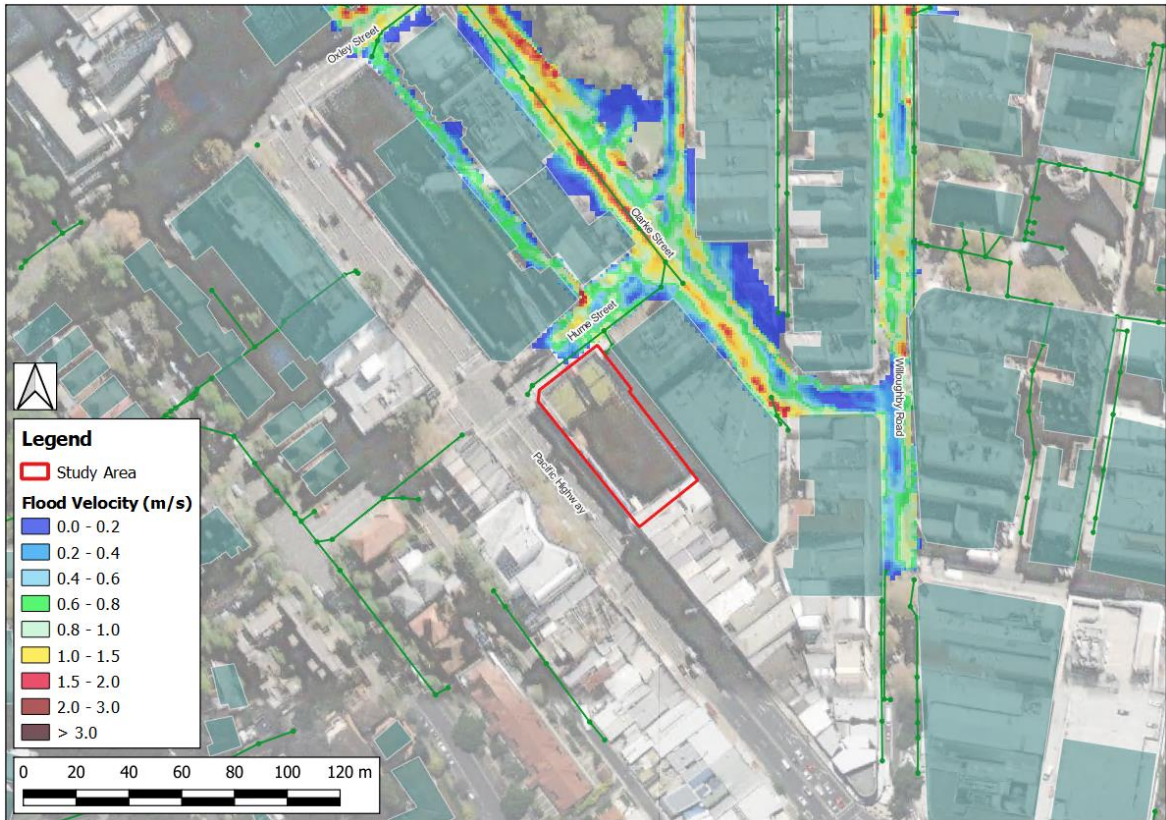 Oxley Street
Clarke Street
Hume Street
Willoughby Road
Pacific Highway
Legend
Study Area
Flood Velocity (m/s)
0.0 - 0.2
0.2 - 0.4
0.4 - 0.6
0.6 - 0.8
0.8 - 1.0
1.0 - 1.5
1.5 - 2.0
2.0 - 3.0
> 3.0
0 20 40 60 80 100 120 m